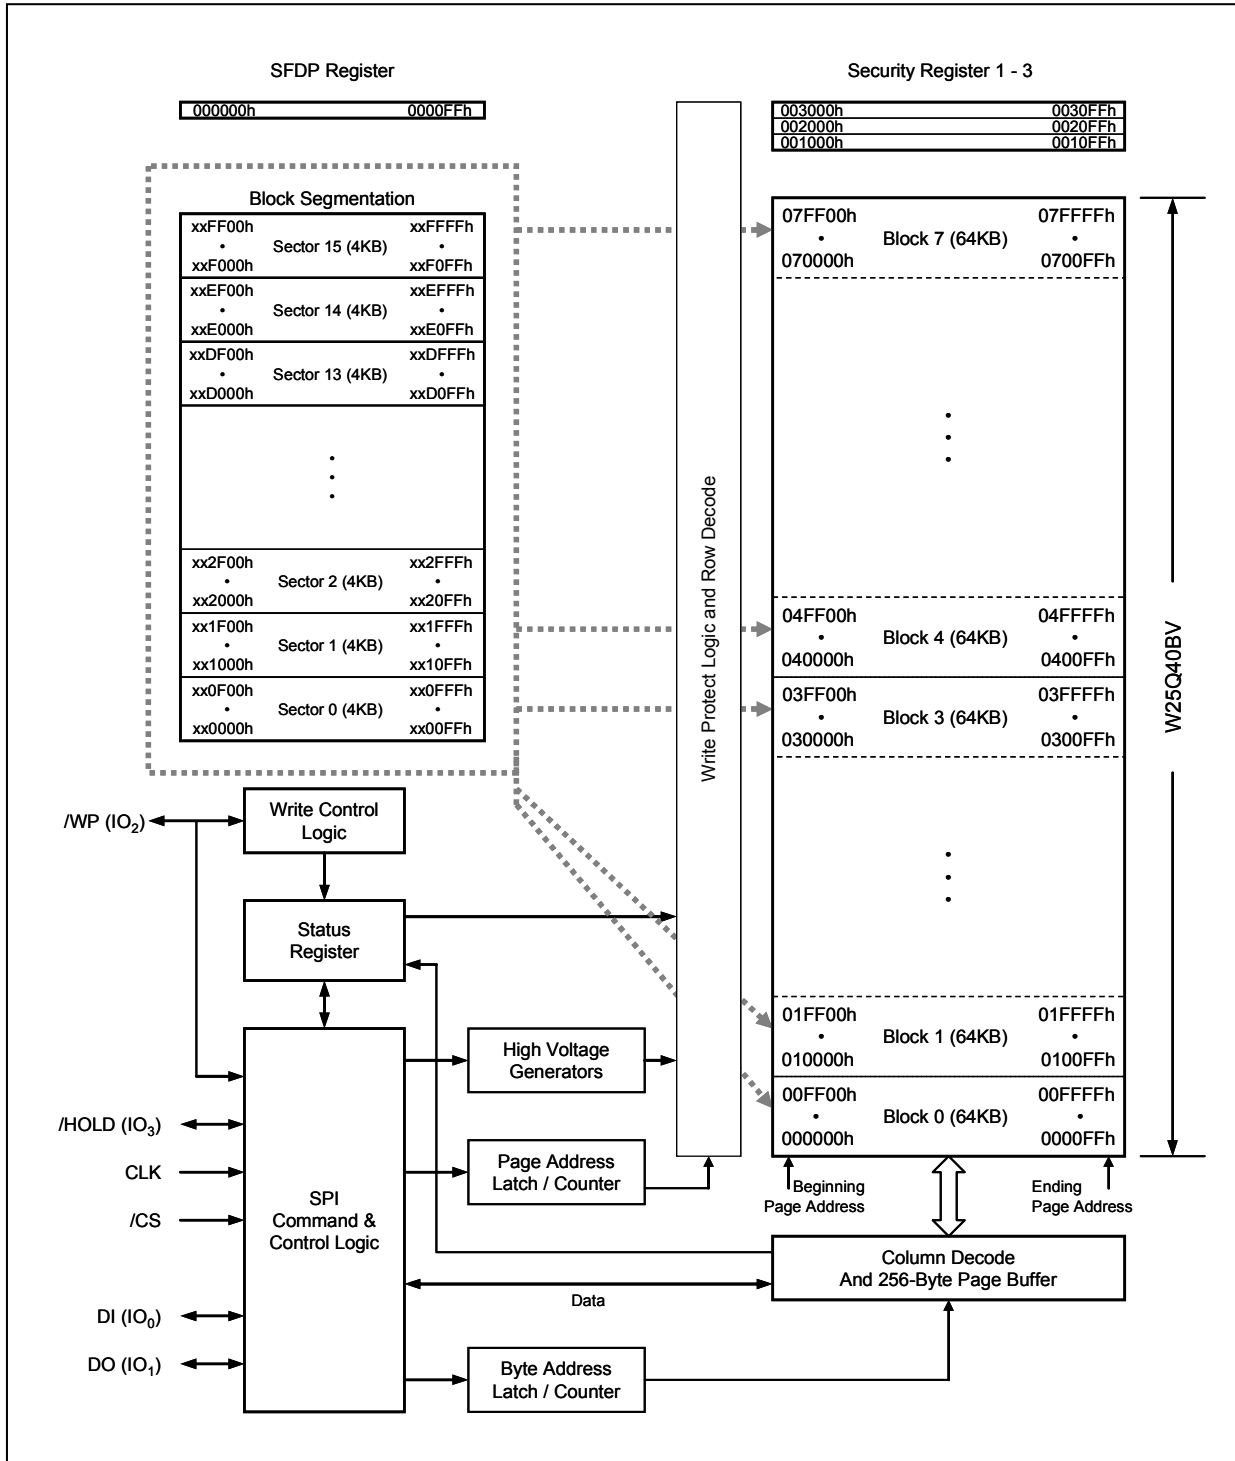 SFDP Register
000000h 0000FFh
Security Register 1 - 3
003000h 0030FFh
002000h 0020FFh
001000h 0010FFh
Block Segmentation
xxFF00h xxFFFFh
• Sector 15 (4KB) •
xxF000h xxF0FFh
xxEF00h xxEFFFh
• Sector 14 (4KB) •
xxE000h xxE0FFh
xxDF00h xxDFFFh
• Sector 13 (4KB) •
xxD000h xxD0FFh
xx2F00h xx2FFFh
• Sector 2 (4KB) •
xx2000h xx20FFh
xx1F00h xx1FFFh
• Sector 1 (4KB) •
xx1000h xx10FFh
xx0F00h xx0FFFh
• Sector 0 (4KB) •
xx0000h xx00FFh
Write Protect Logic and Row Decode
07FF00h 07FFFFh
• Block 7 (64KB) •
070000h 0700FFh
04FF00h 04FFFFh
• Block 4 (64KB) •
040000h 0400FFh
03FF00h 03FFFFh
• Block 3 (64KB) •
030000h 0300FFh
01FF00h 01FFFFh
• Block 1 (64KB) •
010000h 0100FFh
00FF00h 00FFFFh
• Block 0 (64KB) •
000000h 0000FFh
W25Q40BV
Beginning
Page Address
Ending
Page Address
/WP (IO2)
Write Control
Logic
Status
Register
High Voltage
Generators
/HOLD (IO3)
CLK
/CS
DI (IO0)
DO (IO1)
SPI
Command &
Control Logic
Page Address
Latch / Counter
Column Decode
And 256-Byte Page Buffer
Data
Byte Address
Latch / Counter